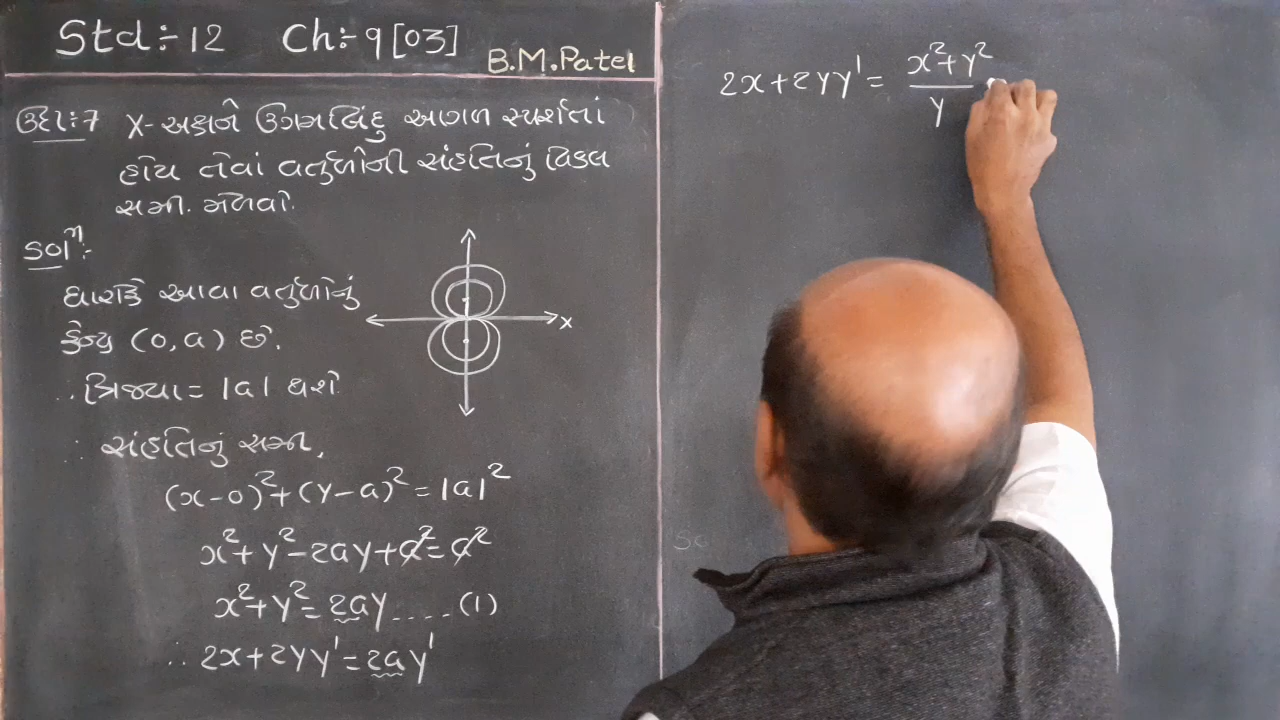 Std:- 12 Ch:- 9 [03]
B.M.Patel
ઉદા:7 X-અક્ષને ઉગમબિંદુ આગળ સ્પર્શતાં
હોય તેવાં વર્તુળોની સંહતિનું વિકલ
સમી. મેળવો.
Solⁿ:-
ધારોકે આવા વર્તુળોનું
કેન્દ્ર (0,a) છે.
∴ ત્રિજ્યા = |a| થશે
∴ સંહતિનું સમી,
(x-0)²+(y-a)² = |a|²
x²+y²-2ay+a²=a²
x²+y²=2ay....(1)
∴ 2x+2yy'=2ay'
x
2x+2yy' = (x²+y²)/y